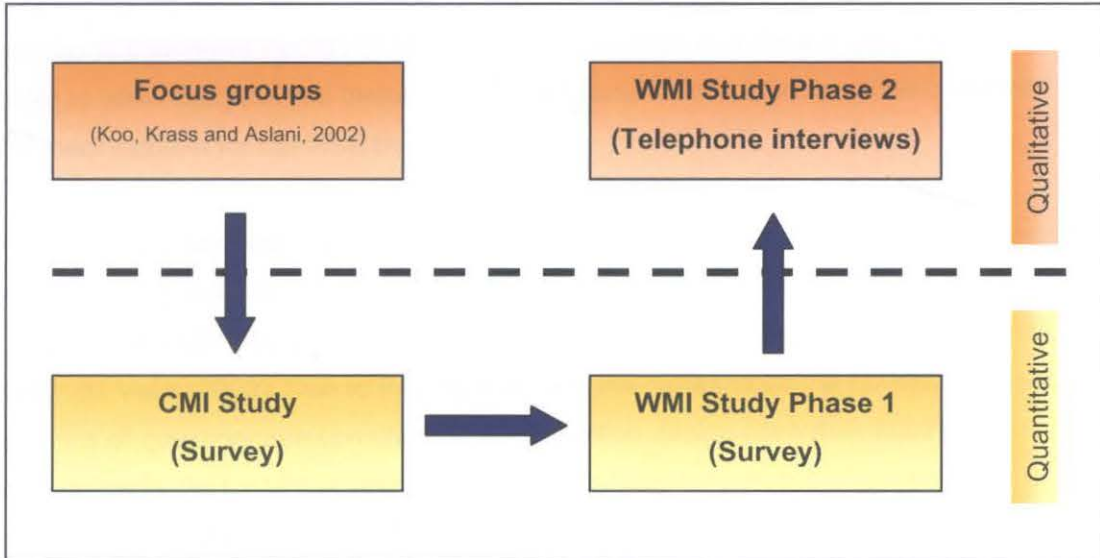 Focus groups
(Koo, Krass and Aslani, 2002)
WMI Study Phase 2
(Telephone interviews)
Qualitative
CMI Study
(Survey)
WMI Study Phase 1
(Survey)
Quantitative